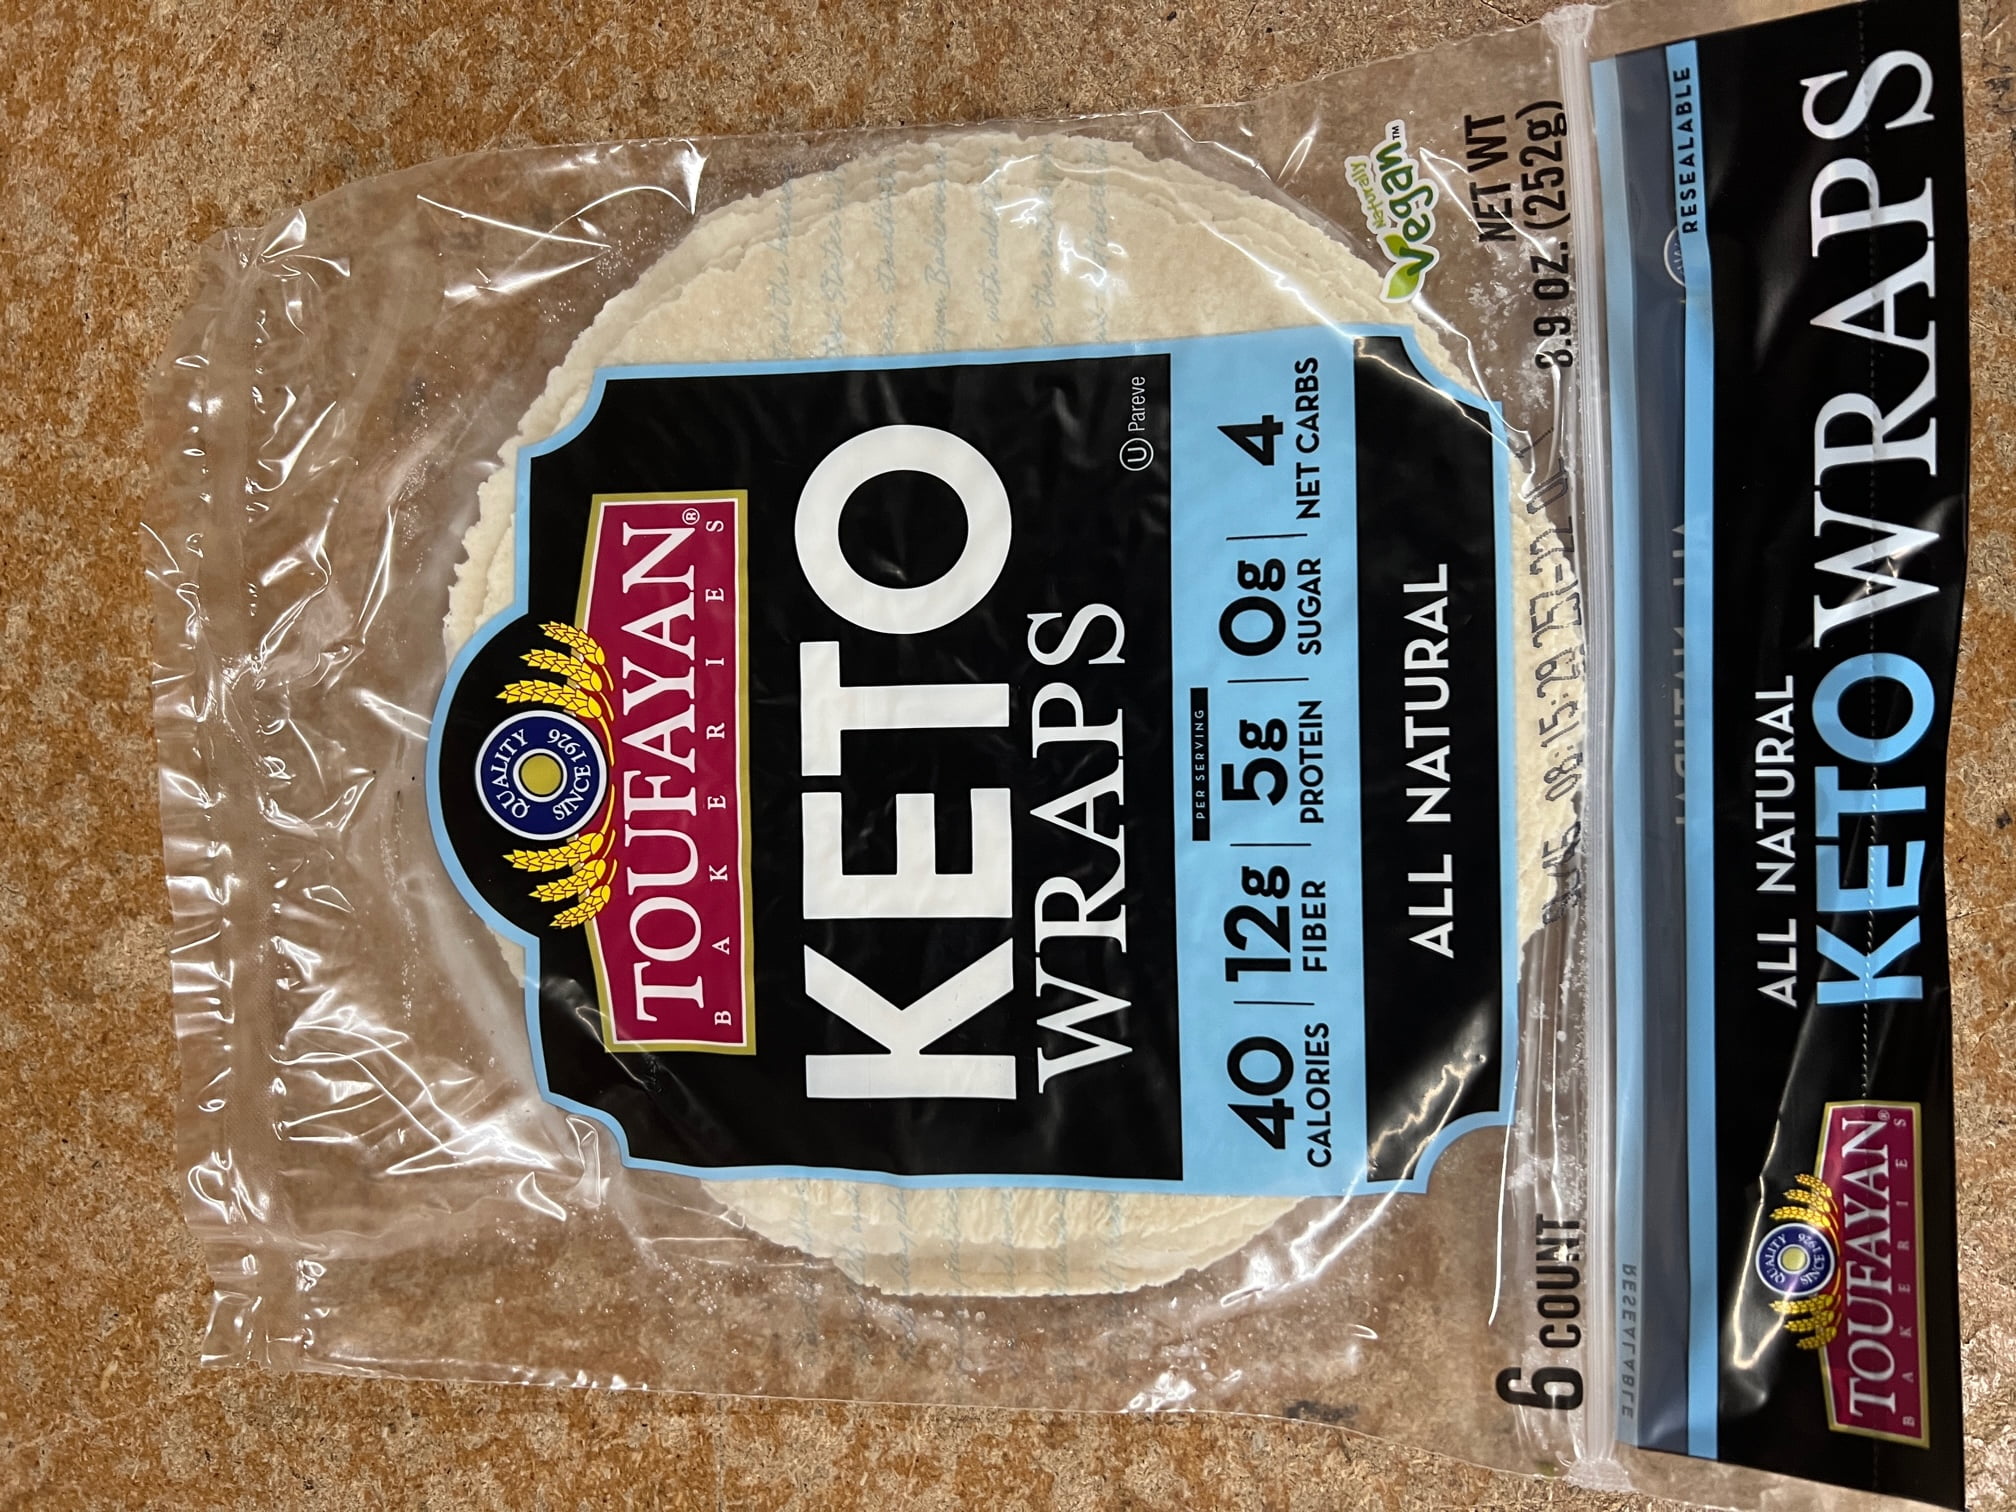 TOUFAYAN®
BAKERIES
ALL NATURAL
KETO WRAPS
RESEALABLE
RESEALABLE
6 COUNT
NET WT
8.9 OZ. (252g)
Naturally
Vegan™
QUALITY
SINCE 1926
TOUFAYAN®
BAKERIES
KETO
WRAPS
Ⓤ Pareve
PER SERVING
40 | 12g | 5g | 0g | 4
CALORIES | FIBER | PROTEIN | SUGAR | NET CARBS
ALL NATURAL
QUALITY
SINCE 1926